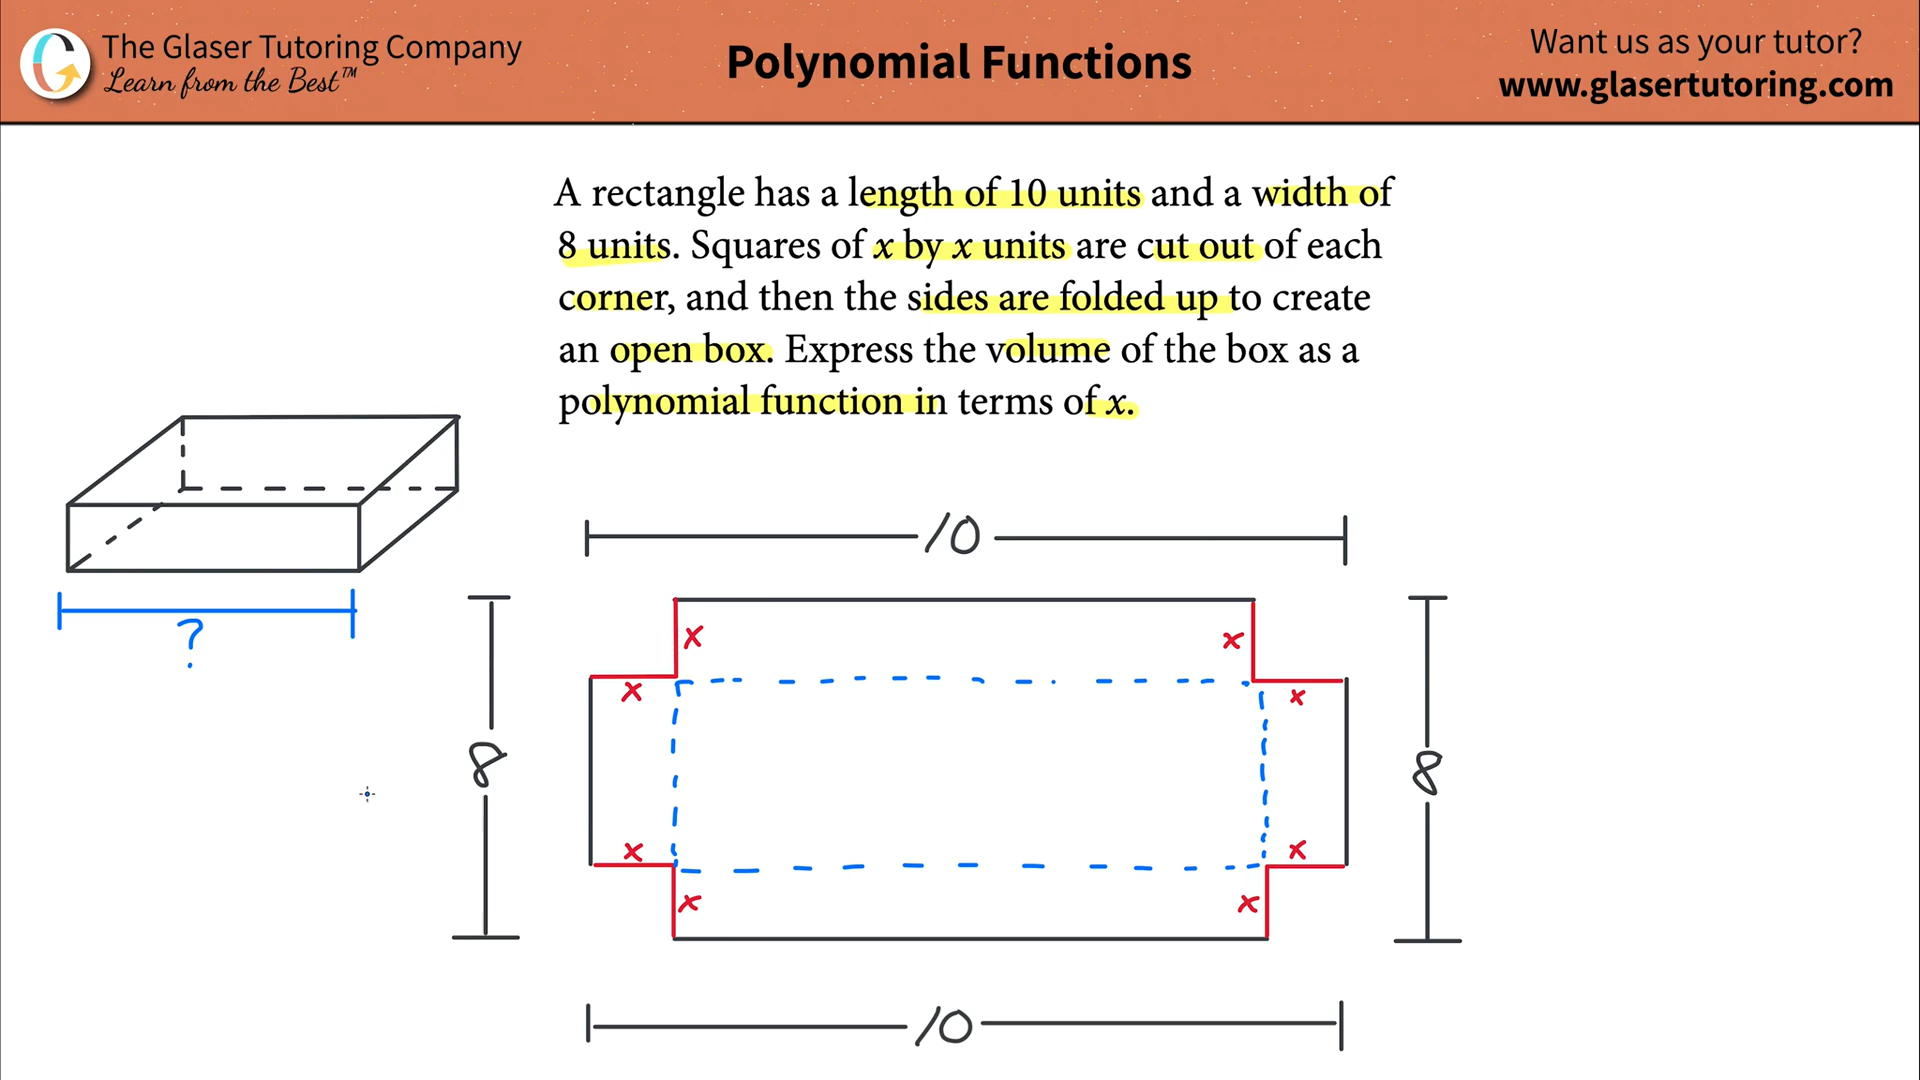 The Glaser Tutoring Company
Learn from the Best™
Polynomial Functions
Want us as your tutor?
www.glasertutoring.com
A rectangle has a length of 10 units and a width of
8 units. Squares of x by x units are cut out of each
corner, and then the sides are folded up to create
an open box. Express the volume of the box as a
polynomial function in terms of x.
10
?
x
x
x
x
8
8
x
x
x
x
10